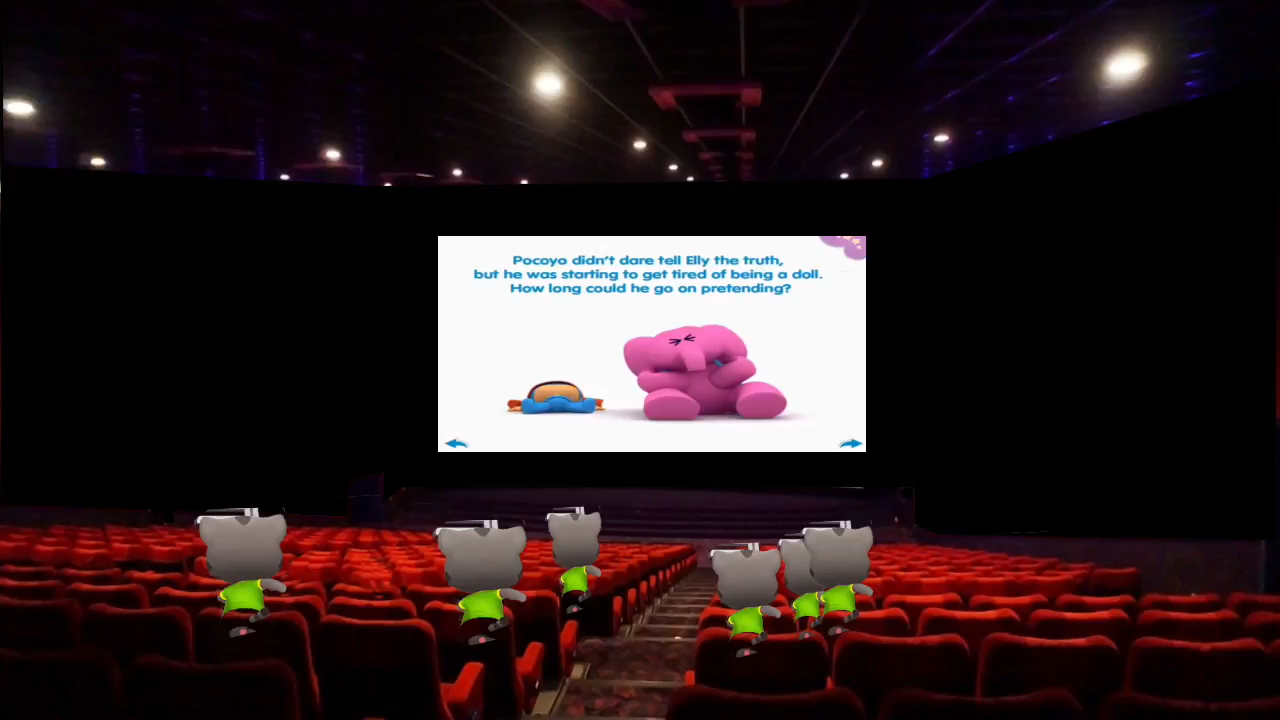 Pocoyo didn't dare tell Elly the truth,
but he was starting to get tired of being a doll.
How long could he go on pretending?